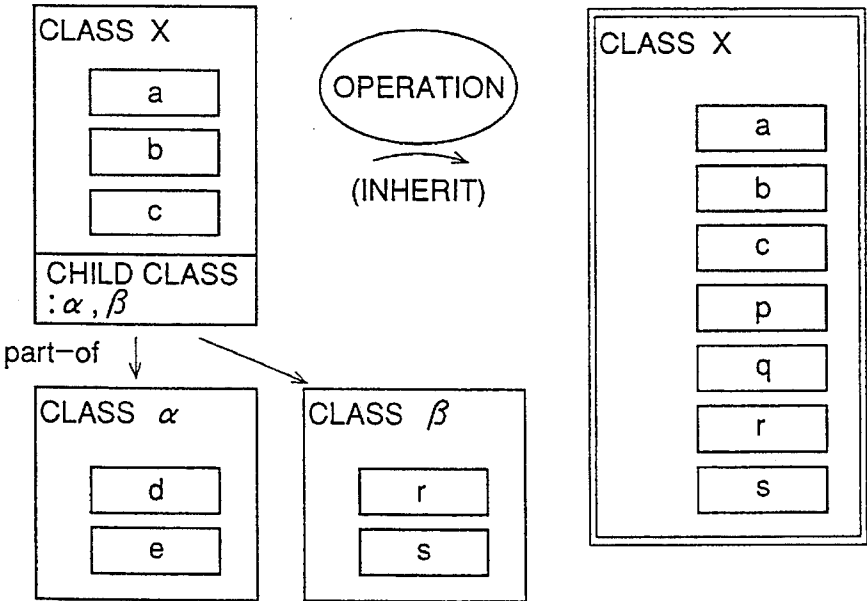 CLASS X
a
b
c
CHILD CLASS
: α , β
part-of
CLASS α
d
e
CLASS β
r
s
OPERATION
(INHERIT)
CLASS X
a
b
c
p
q
r
s